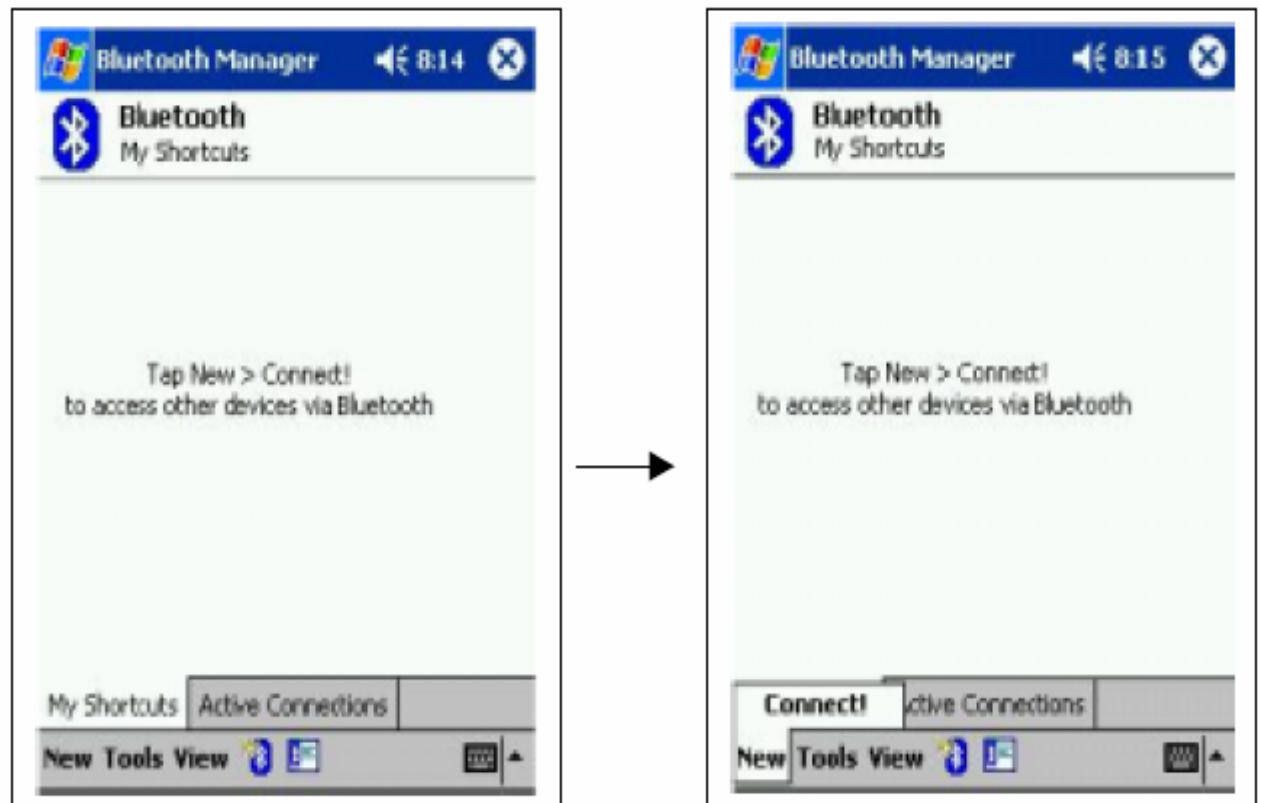 Bluetooth Manager 8:14
Bluetooth
My Shortcuts
Tap New > Connect!
to access other devices via Bluetooth
My Shortcuts Active Connections
New Tools View
Bluetooth Manager 8:15
Bluetooth
My Shortcuts
Tap New > Connect!
to access other devices via Bluetooth
Connect! ctive Connections
New Tools View